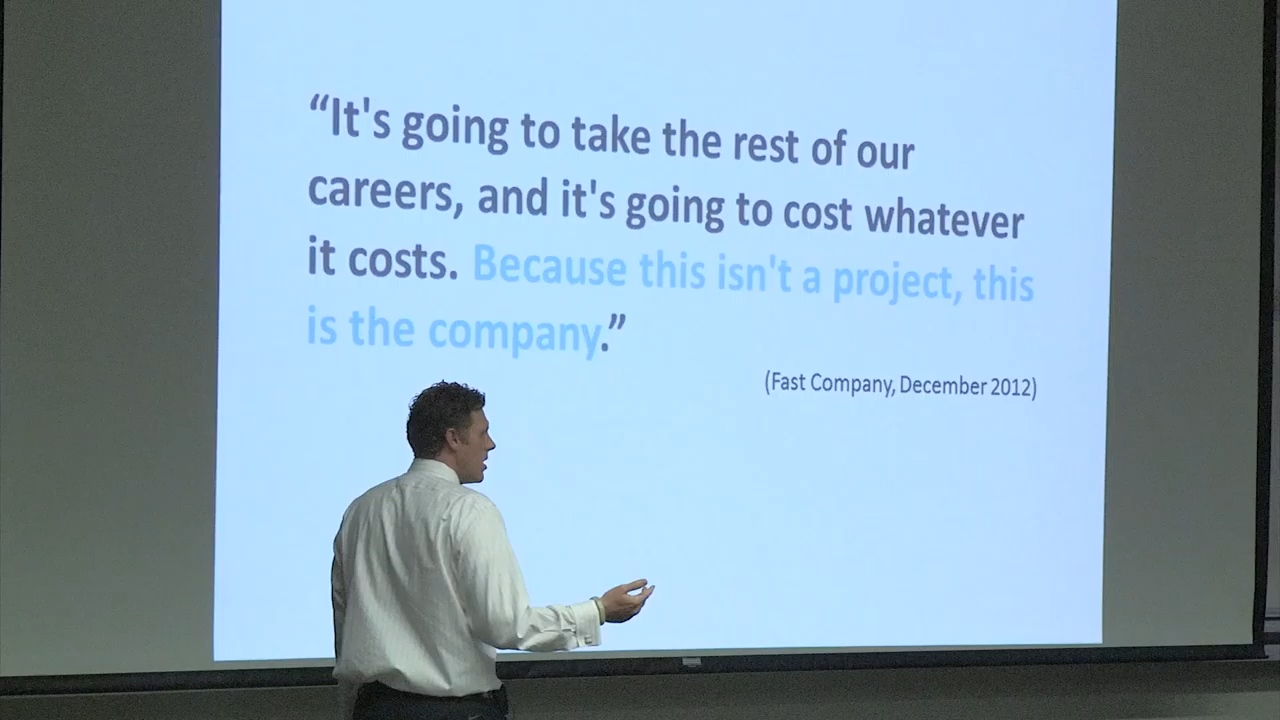 “It's going to take the rest of our
careers, and it's going to cost whatever
it costs. Because this isn't a project, this
is the company.”
(Fast Company, December 2012)